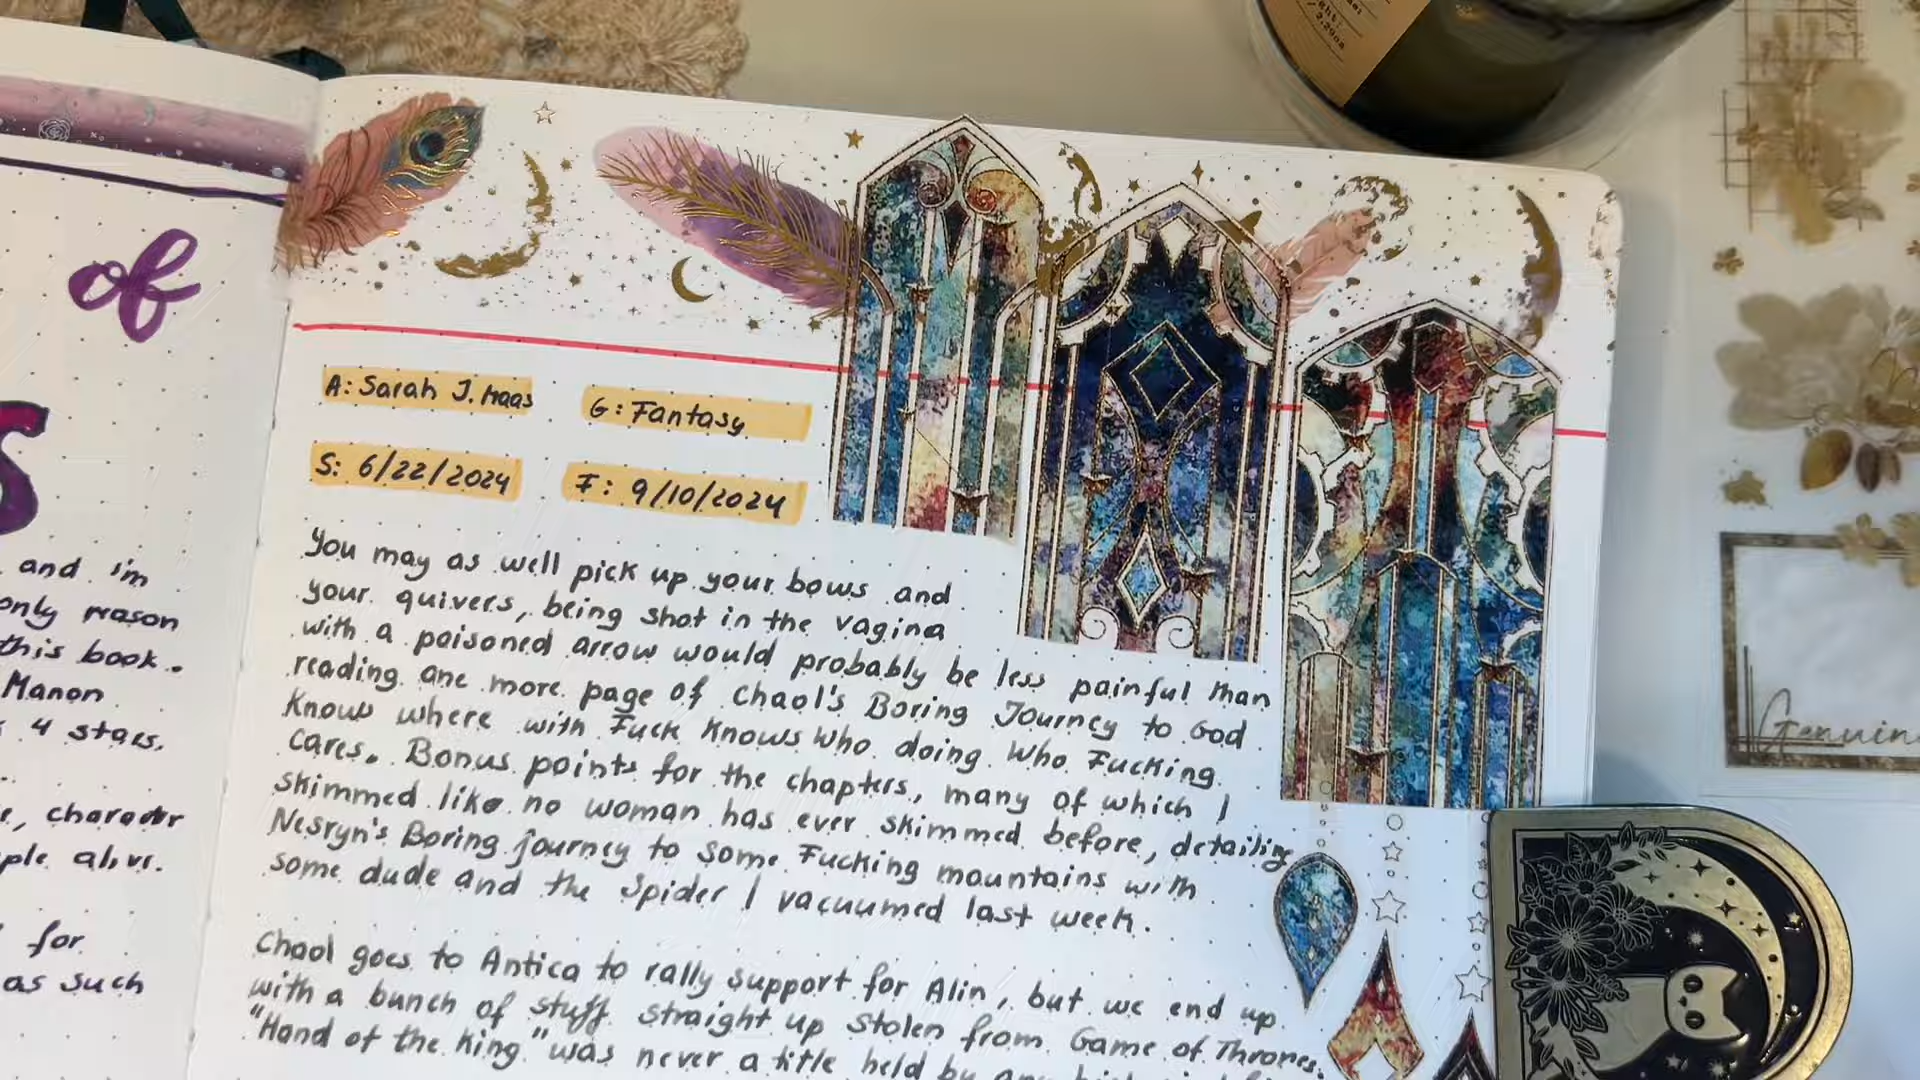 of
S
and i'm
only reason
this book.
Manon
4 stars.
character
ple alive.
for
as such
A: Sarah J. Maas
G: Fantasy
S: 6/22/2024
F: 9/10/2024
You may as well pick up your bows and
your quivers, being shot in the vagina
with a poisoned arrow would probably be less painful than
reading one more page of Chaol's Boring Journey to God
Knows where with Fuck Knows Who doing Who Fucking
Cares. Bonus points for the chapters, many of which I
skimmed like no woman has ever skimmed before, detailing
Nesryn's Boring journey to Some Fucking mountains with
some dude and the Spider I vacuumed last week.
Chaol goes to Antica to rally support for Alin, but we end up
with a bunch of stuff straight up stolen from Game of Thrones.
"Hand of the King" was never a title held by any
Genuin